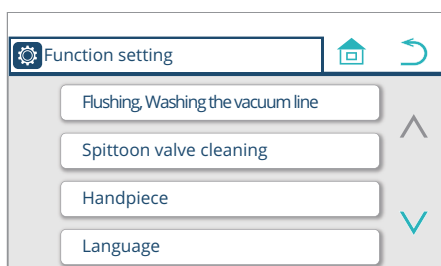 Function setting
Flushing, Washing the vacuum line
Spittoon valve cleaning
Handpiece
Language